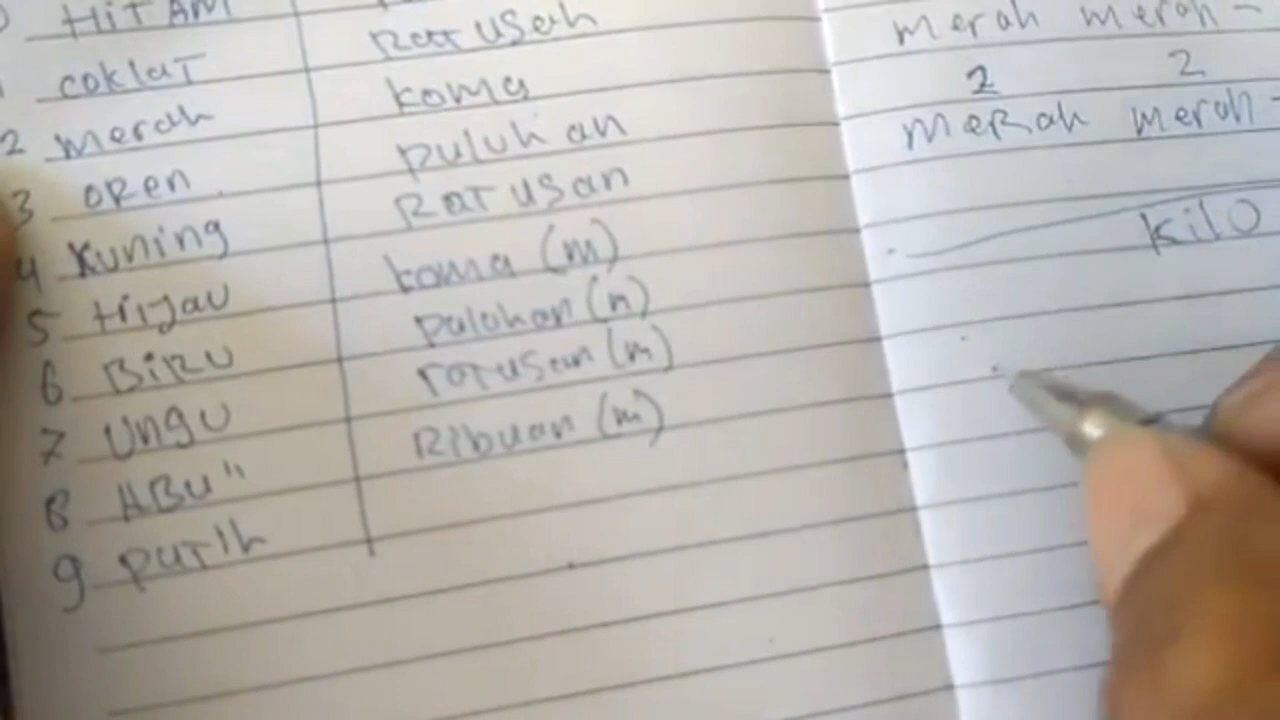 HITAM
Ratusah
coklat
koma
2 merah
puluhan
3 oren
Ratusan
4 Kuning
koma (m)
5 Hijau
puluhan (m)
6 BiRU
ratusan (m)
7 Ungu
Ribuan (m)
8 ABU"
9 putih
merah merah -
2 2
meRah merah -
kilo